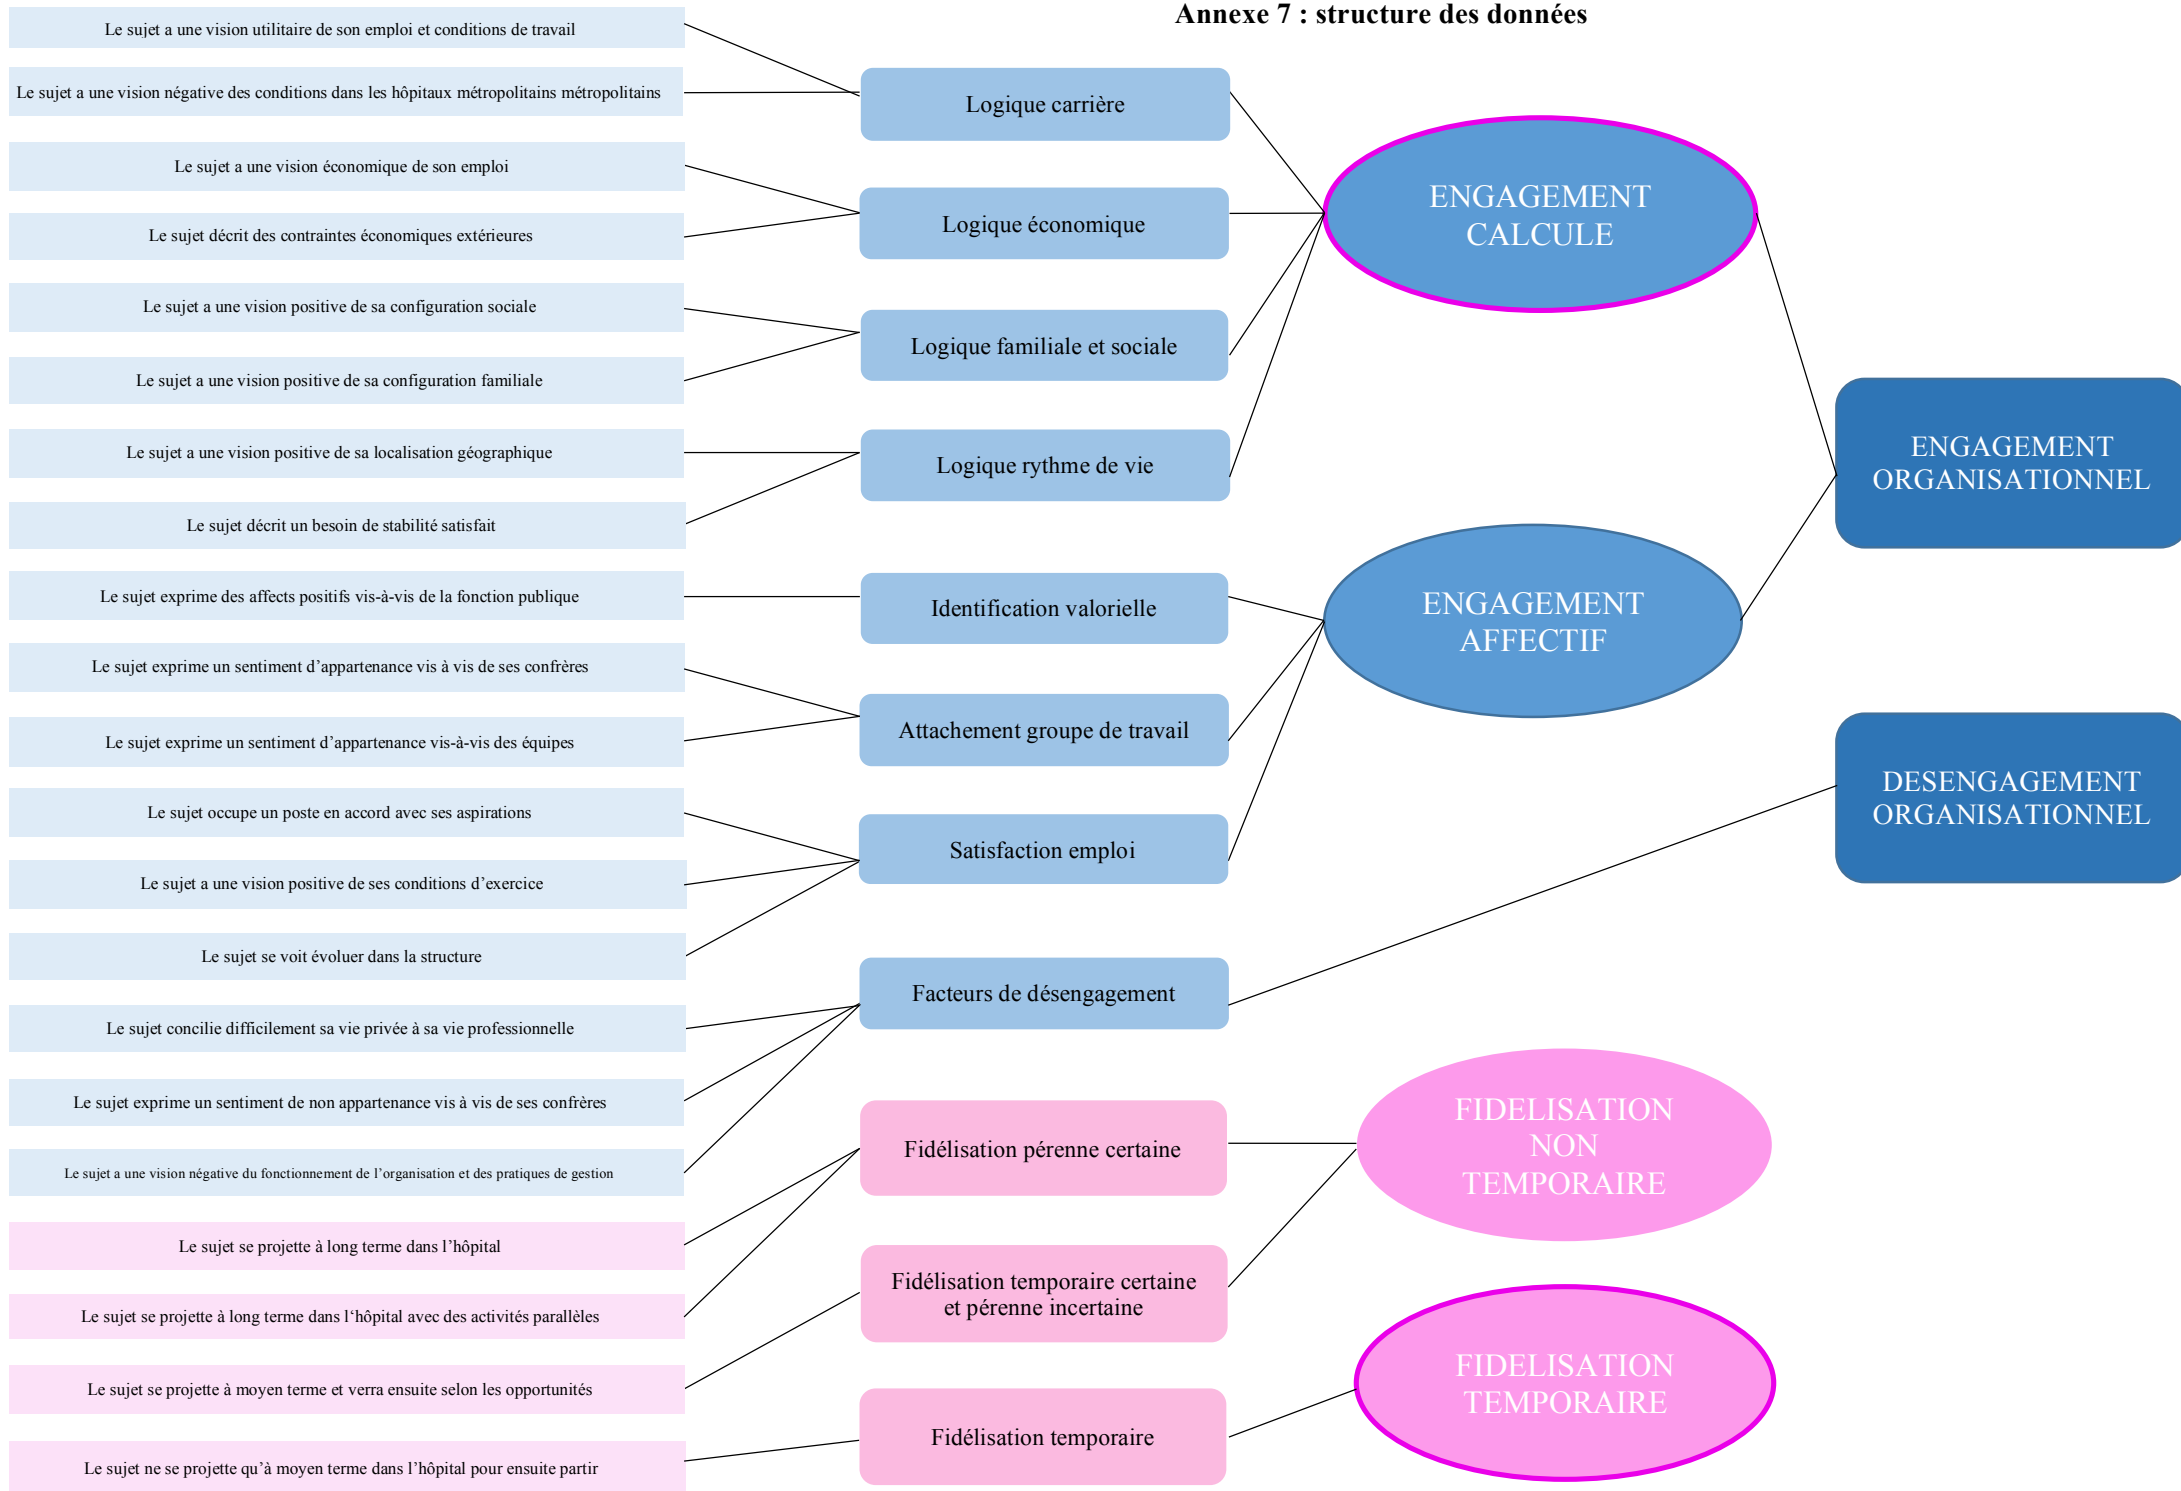 Annexe 7 : structure des données
Le sujet a une vision utilitaire de son emploi et conditions de travail
Le sujet a une vision négative des conditions dans les hôpitaux métropolitains métropolitains
Le sujet a une vision économique de son emploi
Le sujet décrit des contraintes économiques extérieures
Le sujet a une vision positive de sa configuration sociale
Le sujet a une vision positive de sa configuration familiale
Le sujet a une vision positive de sa localisation géographique
Le sujet décrit un besoin de stabilité satisfait
Le sujet exprime des affects positifs vis-à-vis de la fonction publique
Le sujet exprime un sentiment d’appartenance vis à vis de ses confrères
Le sujet exprime un sentiment d’appartenance vis-à-vis des équipes
Le sujet occupe un poste en accord avec ses aspirations
Le sujet a une vision positive de ses conditions d’exercice
Le sujet se voit évoluer dans la structure
Le sujet concilie difficilement sa vie privée à sa vie professionnelle
Le sujet exprime un sentiment de non appartenance vis à vis de ses confrères
Le sujet a une vision négative du fonctionnement de l’organisation et des pratiques de gestion
Le sujet se projette à long terme dans l’hôpital
Le sujet se projette à long terme dans l‘hôpital avec des activités parallèles
Le sujet se projette à moyen terme et verra ensuite selon les opportunités
Le sujet ne se projette qu’à moyen terme dans l’hôpital pour ensuite partir
Logique carrière
Logique économique
Logique familiale et sociale
Logique rythme de vie
Identification valorielle
Attachement groupe de travail
Satisfaction emploi
Facteurs de désengagement
Fidélisation pérenne certaine
Fidélisation temporaire certaine
et pérenne incertaine
Fidélisation temporaire
ENGAGEMENT
CALCULE
ENGAGEMENT
AFFECTIF
FIDELISATION
NON
TEMPORAIRE
FIDELISATION
TEMPORAIRE
ENGAGEMENT
ORGANISATIONNEL
DESENGAGEMENT
ORGANISATIONNEL